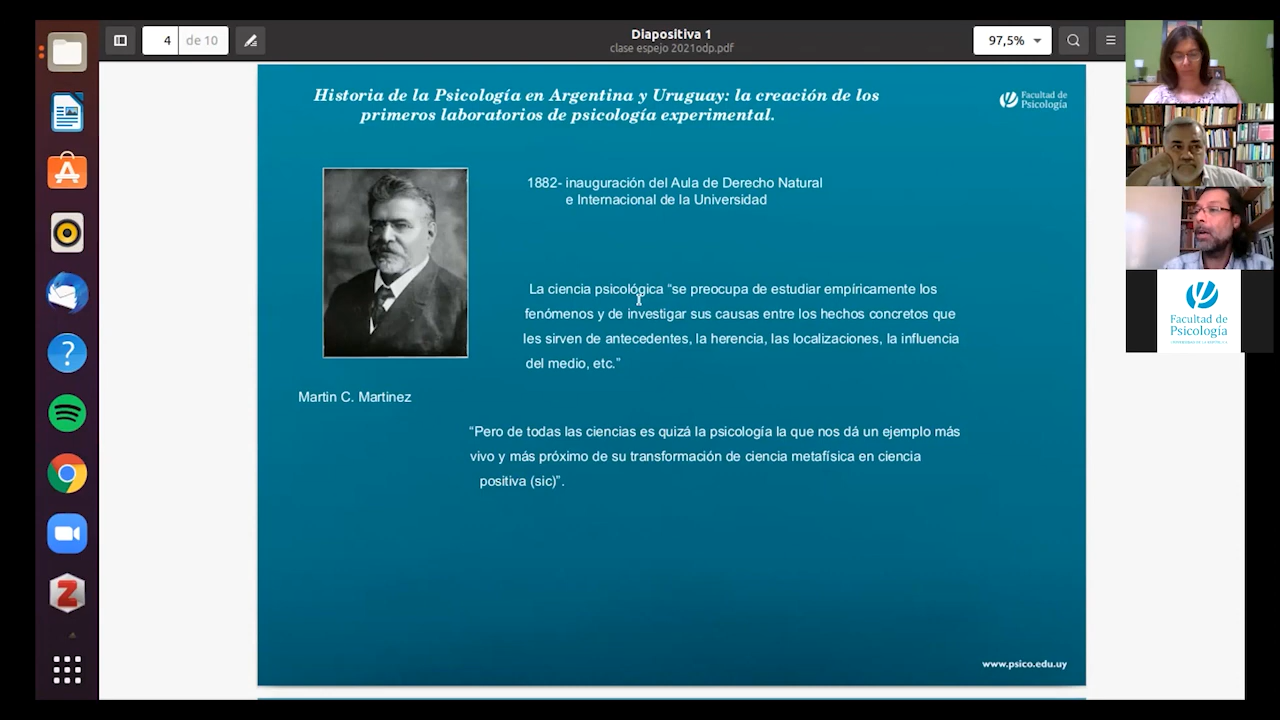 4
de 10
Diapositiva 1
clase espejo 2021odp.pdf
97,5%
Historia de la Psicología en Argentina y Uruguay: la creación de los
primeros laboratorios de psicología experimental.
Facultad de
Psicología
1882- inauguración del Aula de Derecho Natural
e Internacional de la Universidad
La ciencia psicológica “se preocupa de estudiar empíricamente los
fenómenos y de investigar sus causas entre los hechos concretos que
les sirven de antecedentes, la herencia, las localizaciones, la influencia
del medio, etc.”
Martin C. Martinez
“Pero de todas las ciencias es quizá la psicología la que nos dá un ejemplo más
vivo y más próximo de su transformación de ciencia metafísica en ciencia
positiva (sic)”.
www.psico.edu.uy
Facultad de
Psicología